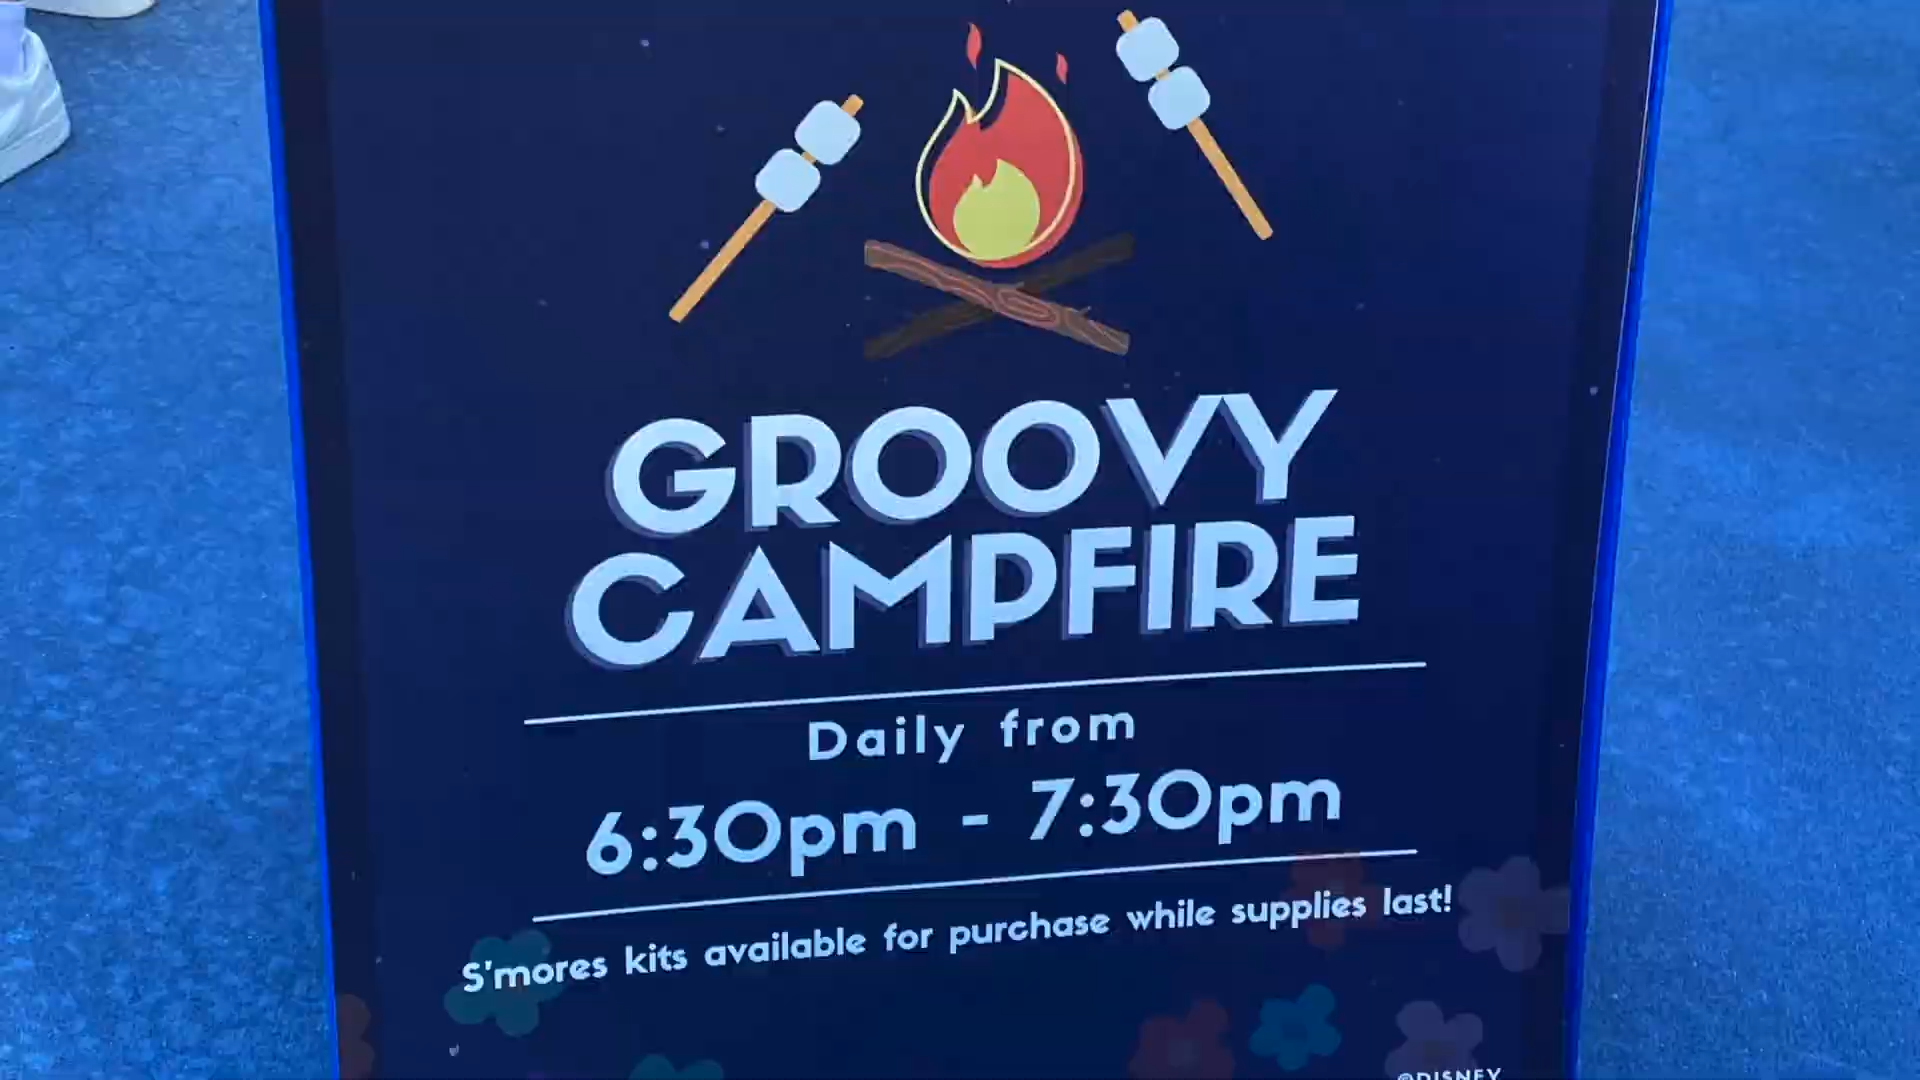 GROOVY
CAMPFIRE
Daily from
6:30pm - 7:30pm
S'mores kits available for purchase while supplies last!
©DISNEY